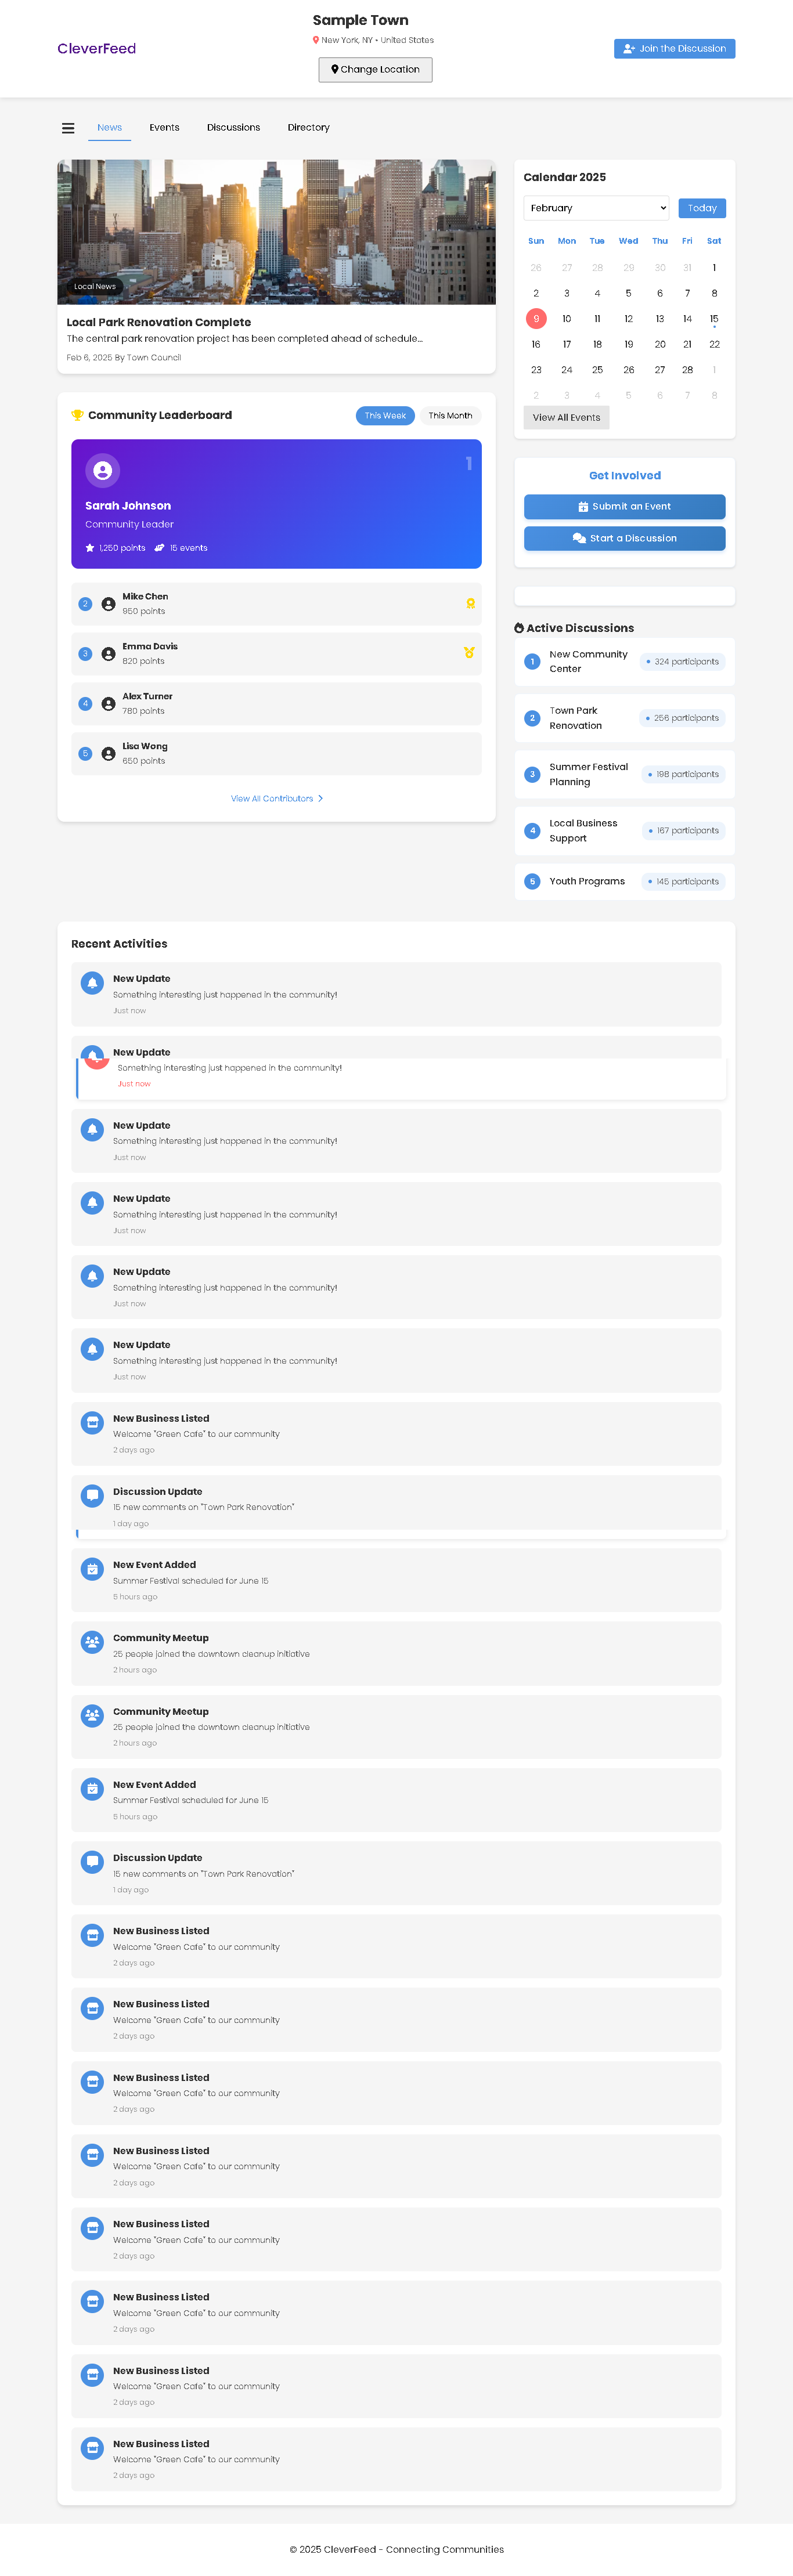 CleverFeed
Sample Town
New York, NY • United States
Change Location
Join the Discussion
News
Events
Discussions
Directory
Local News
Local Park Renovation Complete
The central park renovation project has been completed ahead of schedule...
Feb 6, 2025 By Town Council
Community Leaderboard
This Week
This Month
1
Sarah Johnson
Community Leader
1,250 points
15 events
2
Mike Chen
950 points
3
Emma Davis
820 points
4
Alex Turner
780 points
5
Lisa Wong
650 points
View All Contributors
Calendar 2025
February
Today
Sun Mon Tue Wed Thu Fri Sat
26 27 28 29 30 31 1
2 3 4 5 6 7 8
9 10 11 12 13 14 15
16 17 18 19 20 21 22
23 24 25 26 27 28 1
2 3 4 5 6 7 8
View All Events
Get Involved
Submit an Event
Start a Discussion
Active Discussions
1
New Community
Center
324 participants
2
Town Park
Renovation
256 participants
3
Summer Festival
Planning
198 participants
4
Local Business
Support
167 participants
5
Youth Programs
145 participants
Recent Activities
New Update
Something interesting just happened in the community!
Just now
New Update
Something interesting just happened in the community!
Just now
New Update
Something interesting just happened in the community!
Just now
New Update
Something interesting just happened in the community!
Just now
New Update
Something interesting just happened in the community!
Just now
New Update
Something interesting just happened in the community!
Just now
New Business Listed
Welcome "Green Cafe" to our community
2 days ago
Discussion Update
15 new comments on "Town Park Renovation"
1 day ago
New Event Added
Summer Festival scheduled for June 15
5 hours ago
Community Meetup
25 people joined the downtown cleanup initiative
2 hours ago
Community Meetup
25 people joined the downtown cleanup initiative
2 hours ago
New Event Added
Summer Festival scheduled for June 15
5 hours ago
Discussion Update
15 new comments on "Town Park Renovation"
1 day ago
New Business Listed
Welcome "Green Cafe" to our community
2 days ago
New Business Listed
Welcome "Green Cafe" to our community
2 days ago
New Business Listed
Welcome "Green Cafe" to our community
2 days ago
New Business Listed
Welcome "Green Cafe" to our community
2 days ago
New Business Listed
Welcome "Green Cafe" to our community
2 days ago
New Business Listed
Welcome "Green Cafe" to our community
2 days ago
New Business Listed
Welcome "Green Cafe" to our community
2 days ago
New Business Listed
Welcome "Green Cafe" to our community
2 days ago
© 2025 CleverFeed - Connecting Communities